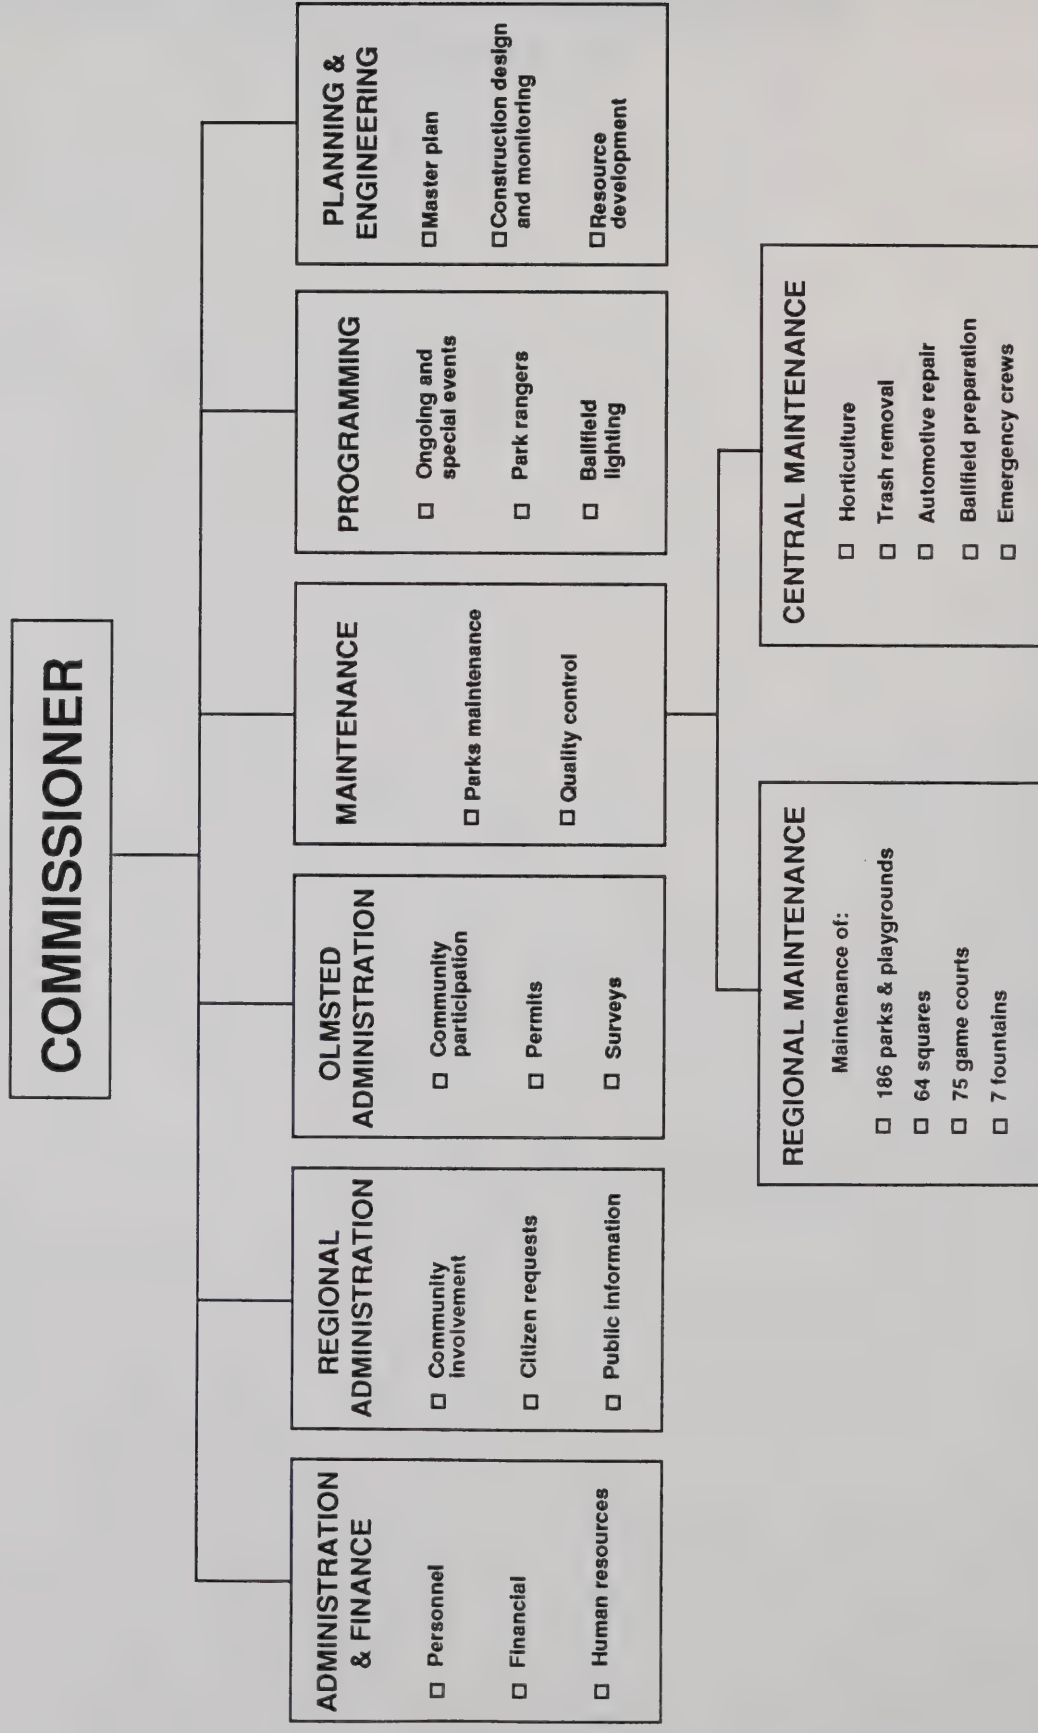 COMMISSIONER
ADMINISTRATION
& FINANCE
☐ Personnel
☐ Financial
☐ Human resources
REGIONAL
ADMINISTRATION
☐ Community
involvement
☐ Citizen requests
☐ Public information
OLMSTED
ADMINISTRATION
☐ Community
participation
☐ Permits
☐ Surveys
MAINTENANCE
☐ Parks maintenance
☐ Quality control
PROGRAMMING
☐ Ongoing and
special events
☐ Park rangers
☐ Ballfield
lighting
PLANNING &
ENGINEERING
☐ Master plan
☐ Construction design
and monitoring
☐ Resource
development
REGIONAL MAINTENANCE
Maintenance of:
☐ 186 parks & playgrounds
☐ 64 squares
☐ 75 game courts
☐ 7 fountains
CENTRAL MAINTENANCE
☐ Horticulture
☐ Trash removal
☐ Automotive repair
☐ Ballfield preparation
☐ Emergency crews